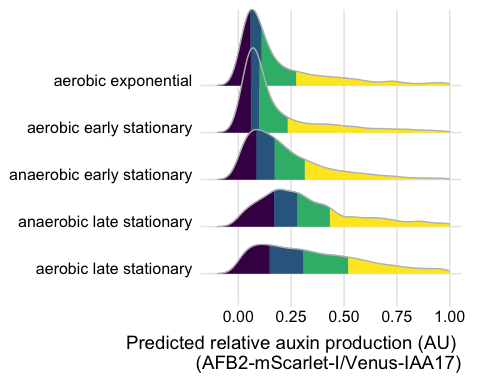 aerobic exponential
aerobic early stationary
anaerobic early stationary
anaerobic late stationary
aerobic late stationary
0.00 0.25 0.50 0.75 1.00
Predicted relative auxin production (AU)
(AFB2-mScarlet-I/Venus-IAA17)